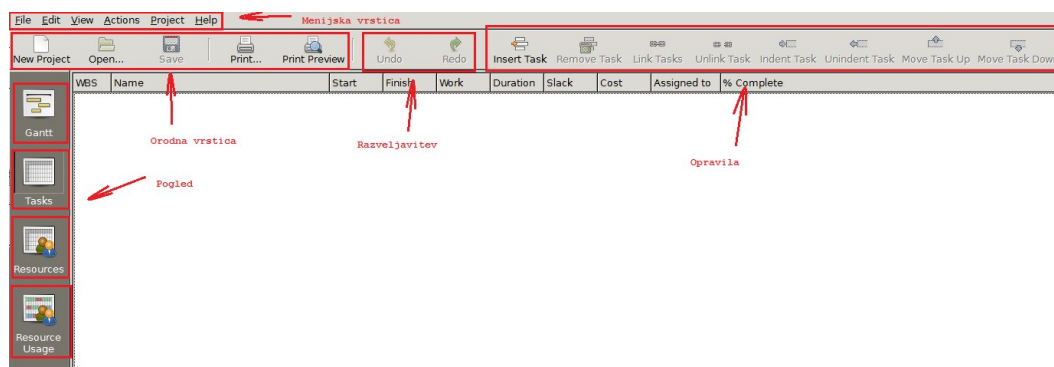 File Edit View Actions Project Help Menijska vrstica
New Project Open... Save Print... Print Preview Undo Redo Insert Task Remove Task Link Tasks Unlink Task Indent Task Unindent Task Move Task Up Move Task Down
WBS Name Start Finish Work Duration Slack Cost Assigned to % Complete
Gantt
Orodna vrstica
Razveljavitev
Opravila
Pogled
Tasks
Resources
Resource
Usage